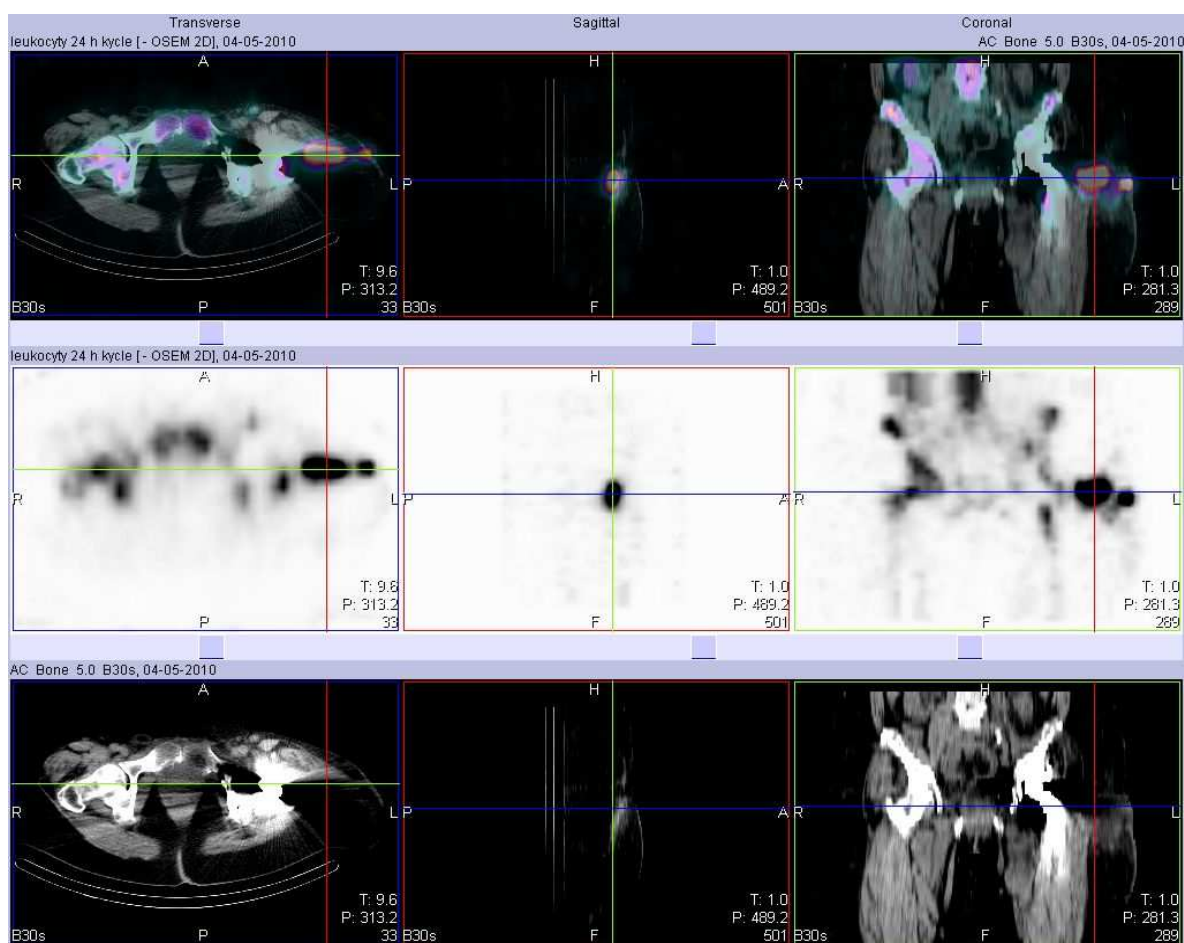 Transverse Sagittal Coronal
leukocyty 24 h kycle [- OSEM 2D], 04-05-2010 AC Bone 5.0 B30s, 04-05-2010
A H H
R L P A R L
T: 9.6 T: 1.0 T: 1.0
P: 313.2 P: 489.2 P: 281.3
B30s P 33 B30s F 501 B30s F 289
leukocyty 24 h kycle [- OSEM 2D], 04-05-2010
A H H
R L P A R L
T: 9.6 T: 1.0 T: 1.0
P: 313.2 P: 489.2 P: 281.3
P 33 F 501 F 289
AC Bone 5.0 B30s, 04-05-2010
A H H
R L P A R L
T: 9.6 T: 1.0 T: 1.0
P: 313.2 P: 489.2 P: 281.3
B30s P 33 B30s F 501 B30s F 289